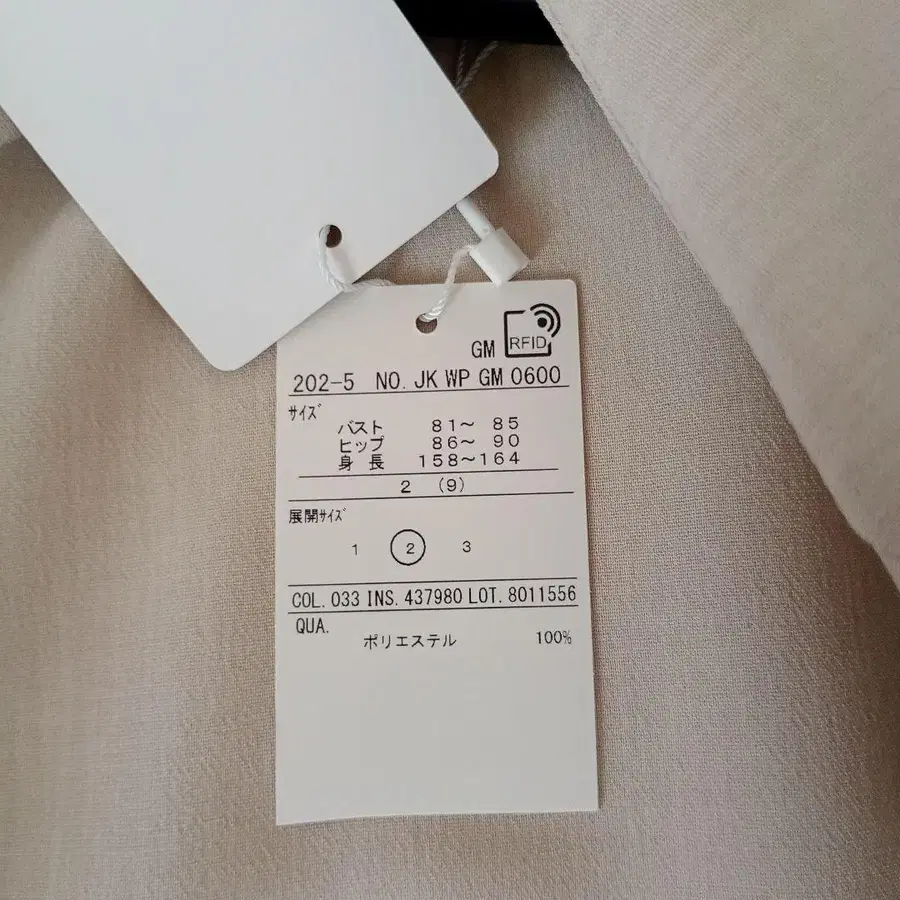 GM RFID
202-5 NO. JK WP GM 0600
サイズ
バスト 81～ 85
ヒップ 86～ 90
身 長 158～164
2 (9)
展開サイズ
1 2 3
COL. 033 INS. 437980 LOT. 8011556
QUA.
ポリエステル 100%